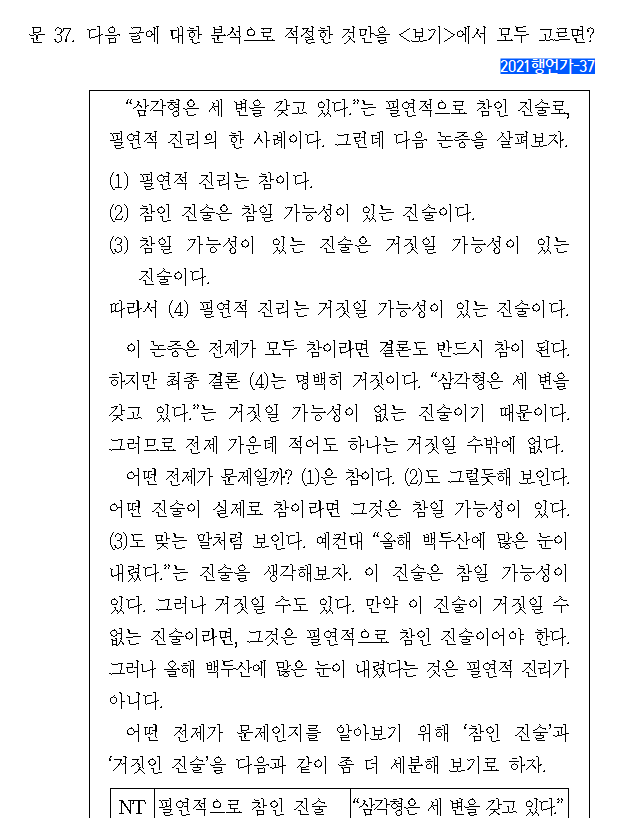 문 37. 다음 글에 대한 분석으로 적절한 것만을 <보기>에서 모두 고르면?
2021행언가-37
“삼각형은 세 변을 갖고 있다.”는 필연적으로 참인 진술로,
필연적 진리의 한 사례이다. 그런데 다음 논증을 살펴보자.
(1) 필연적 진리는 참이다.
(2) 참인 진술은 참일 가능성이 있는 진술이다.
(3) 참일 가능성이 있는 진술은 거짓일 가능성이 있는
진술이다.
따라서 (4) 필연적 진리는 거짓일 가능성이 있는 진술이다.
이 논증은 전제가 모두 참이라면 결론도 반드시 참이 된다.
하지만 최종 결론 (4)는 명백히 거짓이다. “삼각형은 세 변을
갖고 있다.”는 거짓일 가능성이 없는 진술이기 때문이다.
그러므로 전제 가운데 적어도 하나는 거짓일 수밖에 없다.
어떤 전제가 문제일까? (1)은 참이다. (2)도 그럴듯해 보인다.
어떤 진술이 실제로 참이라면 그것은 참일 가능성이 있다.
(3)도 맞는 말처럼 보인다. 예컨대 “올해 백두산에 많은 눈이
내렸다.”는 진술을 생각해보자. 이 진술은 참일 가능성이
있다. 그러나 거짓일 수도 있다. 만약 이 진술이 거짓일 수
없는 진술이라면, 그것은 필연적으로 참인 진술이어야 한다.
그러나 올해 백두산에 많은 눈이 내렸다는 것은 필연적 진리가
아니다.
어떤 전제가 문제인지를 알아보기 위해 ‘참인 진술’과
‘거짓인 진술’을 다음과 같이 좀 더 세분해 보기로 하자.
NT 필연적으로 참인 진술 “삼각형은 세 변을 갖고 있다.”